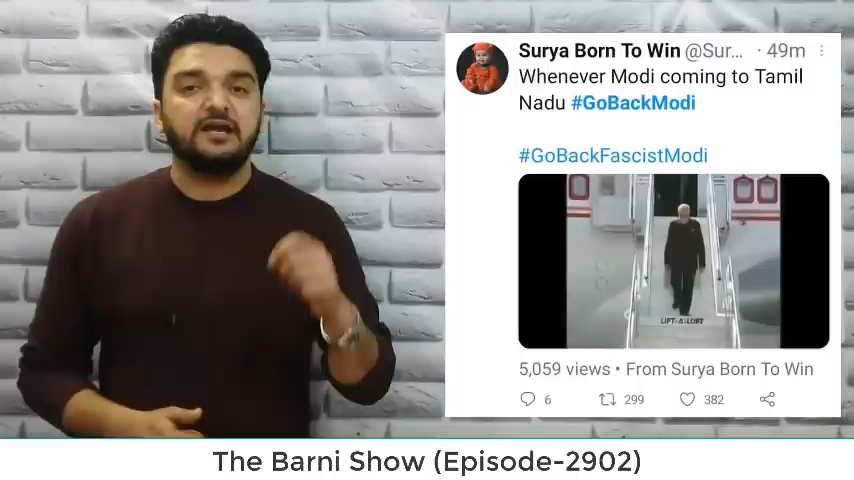 Surya Born To Win @Sur... · 49m
Whenever Modi coming to Tamil
Nadu #GoBackModi
#GoBackFascistModi
LIFT-A-LOFT
5,059 views • From Surya Born To Win
6 299 382
The Barni Show (Episode-2902)